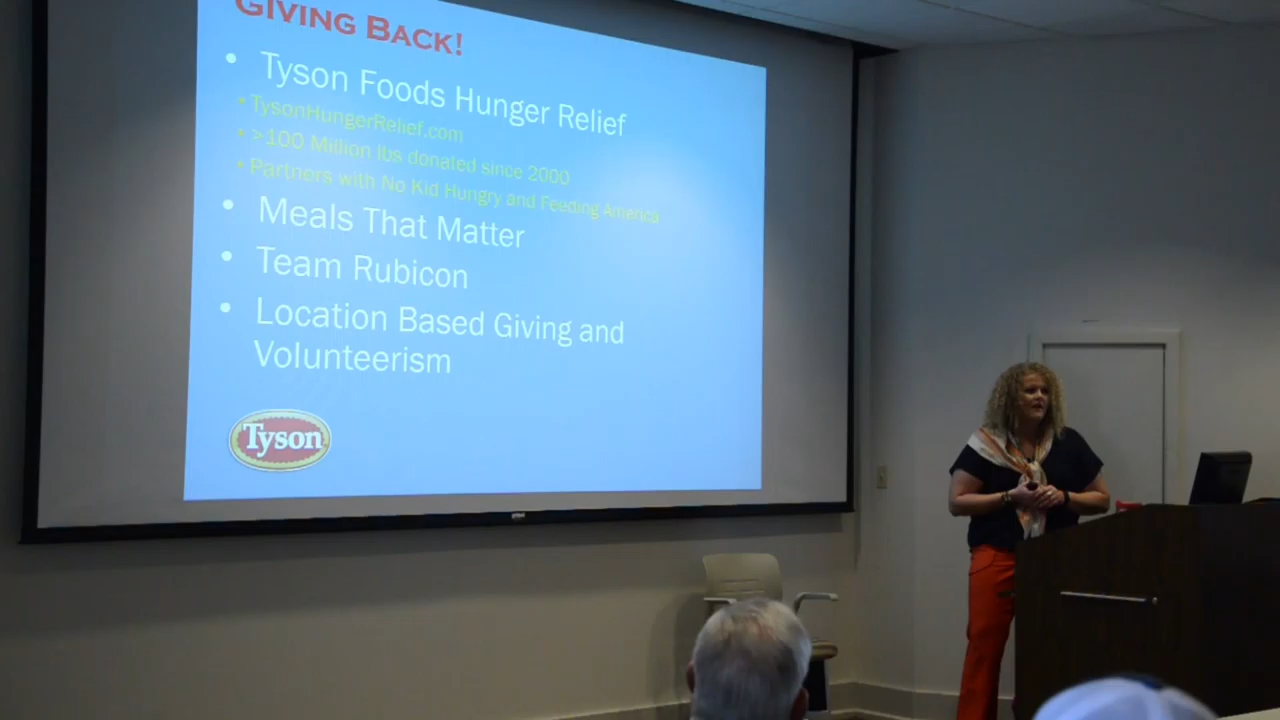 GIVING BACK!
• Tyson Foods Hunger Relief
• TysonHungerRelief.com
• >100 Million lbs donated since 2000
• Partners with No Kid Hungry and Feeding America
• Meals That Matter
• Team Rubicon
• Location Based Giving and
Volunteerism
Tyson